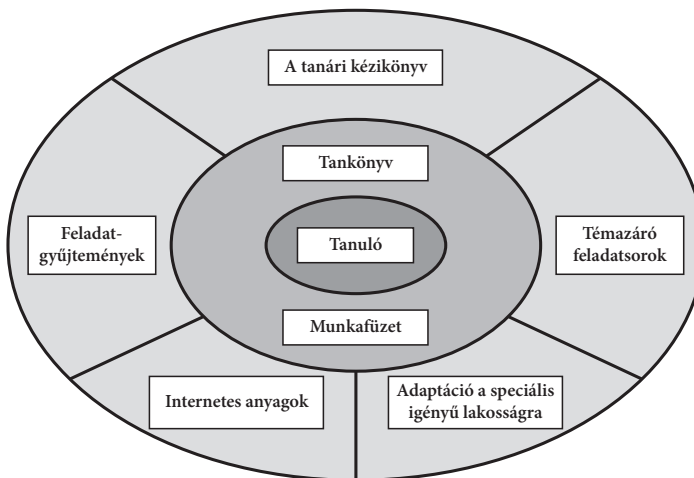 A tanári kézikönyv
Tankönyv
Feladat-
gyűjtemények
Tanuló
Témazáró
feladatsorok
Munkafüzet
Internetes anyagok
Adaptáció a speciális
igényű lakosságra